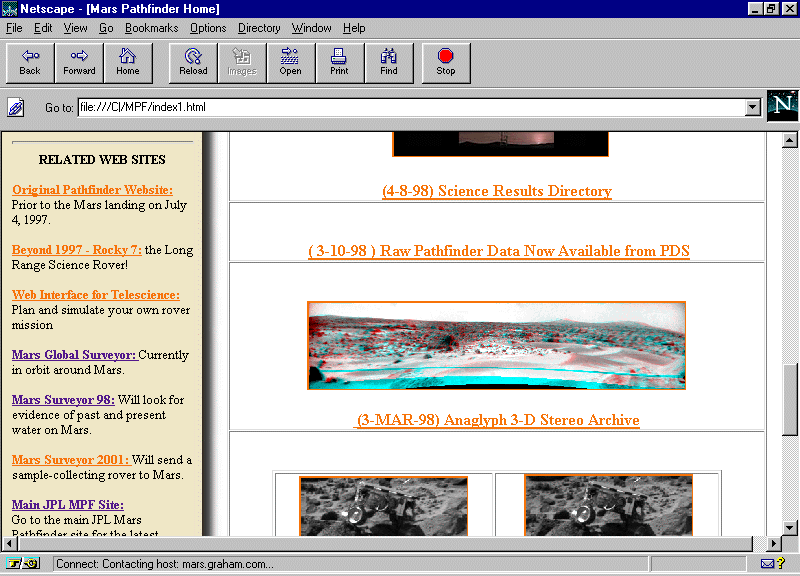 Netscape - [Mars Pathfinder Home]
File Edit View Go Bookmarks Options Directory Window Help
Back Forward Home Reload Images Open Print Find Stop
Go to: file:///C|/MPF/index1.html
N
RELATED WEB SITES
Original Pathfinder Website:
Prior to the Mars landing on July
4, 1997.
Beyond 1997 - Rocky 7: the Long
Range Science Rover!
Web Interface for Telescience:
Plan and simulate your own rover
mission
Mars Global Surveyor: Currently
in orbit around Mars.
Mars Surveyor 98: Will look for
evidence of past and present
water on Mars.
Mars Surveyor 2001: Will send a
sample-collecting rover to Mars.
Main JPL MPF Site:
Go to the main JPL Mars
Pathfinder site for the latest
(4-8-98) Science Results Directory
( 3-10-98 ) Raw Pathfinder Data Now Available from PDS
(3-MAR-98) Anaglyph 3-D Stereo Archive
Connect: Contacting host: mars.graham.com...